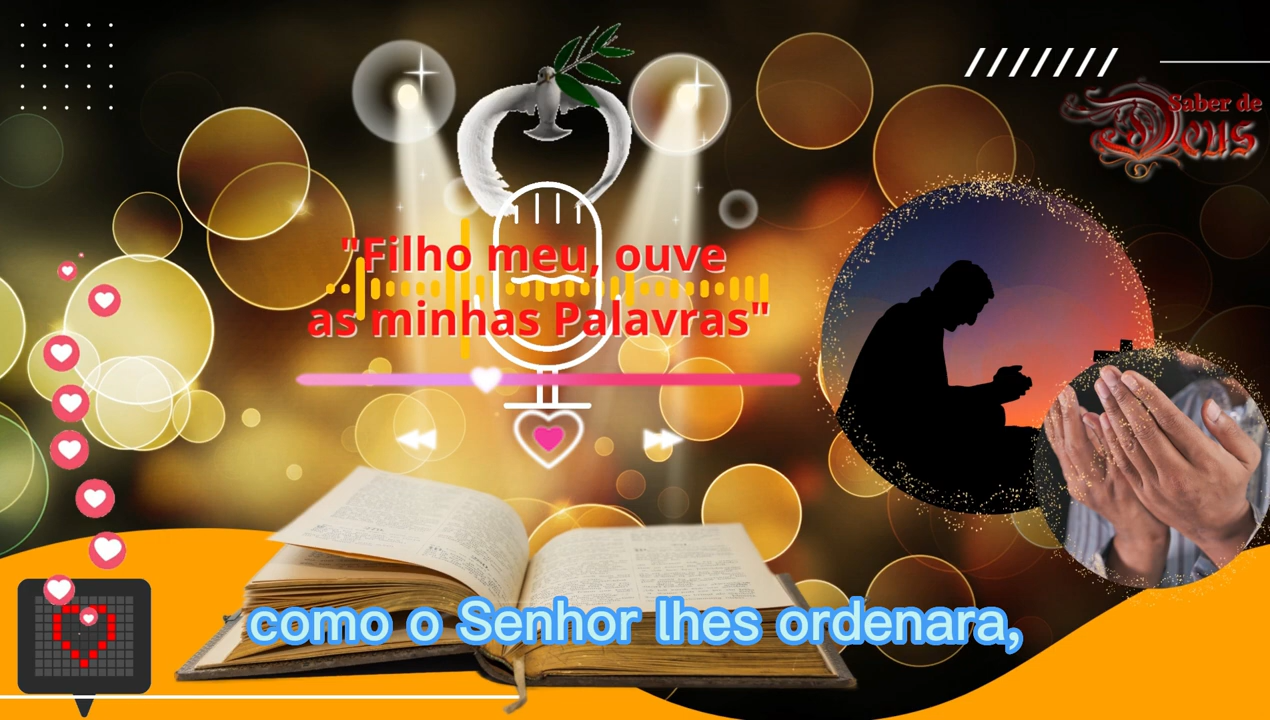 Saber de
Deus
"Filho meu, ouve
as minhas Palavras"
como o Senhor lhes ordenara,